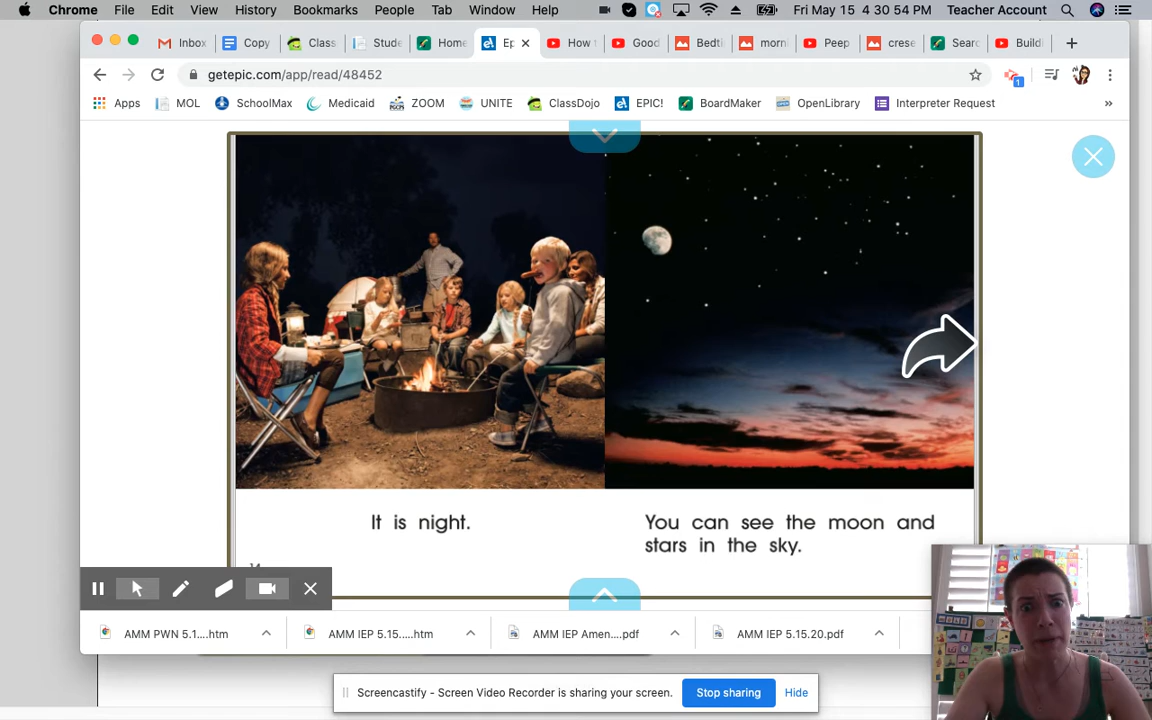 Chrome File Edit View History Bookmarks People Tab Window Help Fri May 15 4 30 54 PM Teacher Account
Inbox Copy Class Stude Home Ep How Good Bedti morn Peep crese Searc Buildi
getepic.com/app/read/48452
Apps MOL SchoolMax Medicaid ZOOM UNITE ClassDojo EPIC! BoardMaker OpenLibrary Interpreter Request »
It is night.
You can see the moon and
stars in the sky.
AMM PWN 5.1....htm AMM IEP 5.15.....htm AMM IEP Amen....pdf AMM IEP 5.15.20.pdf
Screencastify - Screen Video Recorder is sharing your screen. Stop sharing Hide